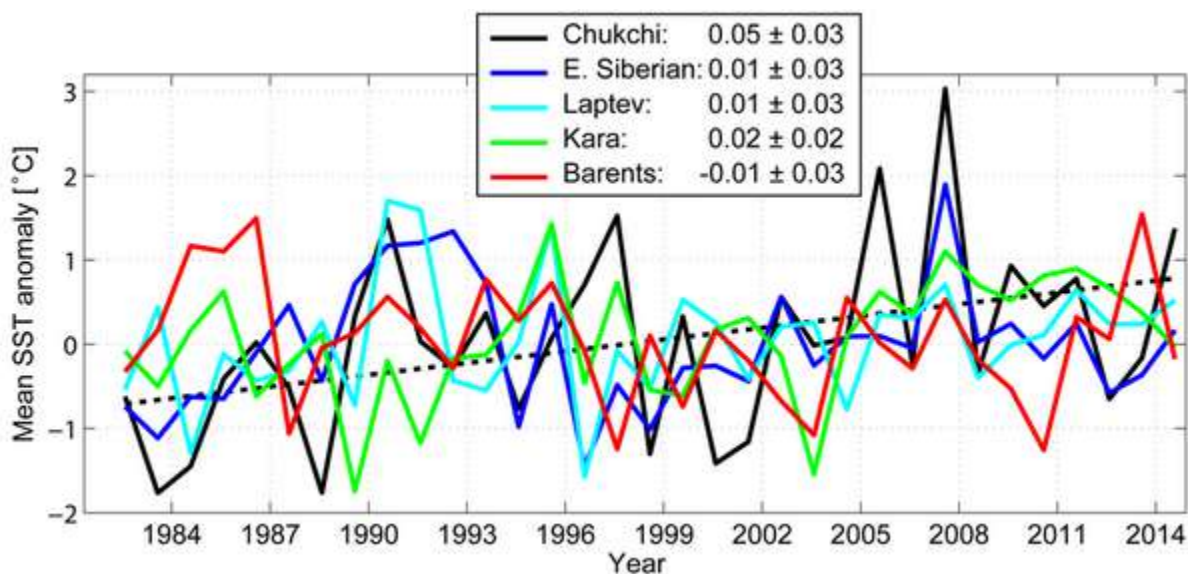 Chukchi: 0.05 ± 0.03
E. Siberian: 0.01 ± 0.03
Laptev: 0.01 ± 0.03
Kara: 0.02 ± 0.02
Barents: -0.01 ± 0.03
Mean SST anomaly [°C]
3
2
1
0
−1
−2
1984 1987 1990 1993 1996 1999 2002 2005 2008 2011 2014
Year